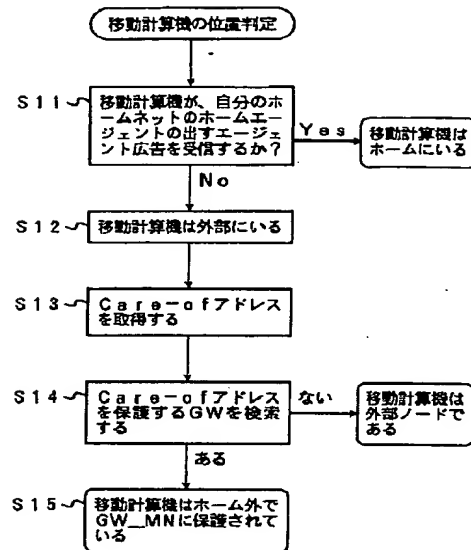 移動計算機の位置判定
S11
移動計算機が、自分のホ
ームネットのホームエー
ジェントの出すエージェ
ント広告を受信するか？
Yes
移動計算機は
ホームにいる
No
S12
移動計算機は外部にいる
S13
Care-ofアドレス
を取得する
S14
Care-ofアドレス
を保護するGWを検索
する
ない
移動計算機は
外部ノードで
ある
ある
S15
移動計算機はホーム外で
GW_MNに保護されて
いる